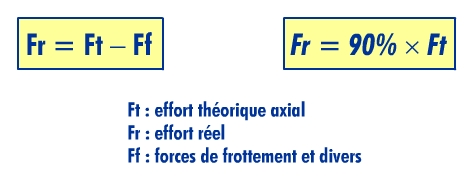 Fr = Ft – Ff
Fr = 90% × Ft
Ft : effort théorique axial
Fr : effort réel
Ff : forces de frottement et divers